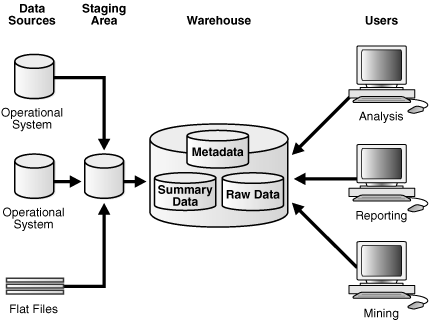 Data
Sources
Staging
Area
Warehouse
Users
Operational
System
Operational
System
Flat Files
Metadata
Summary
Data
Raw Data
Analysis
Reporting
Mining